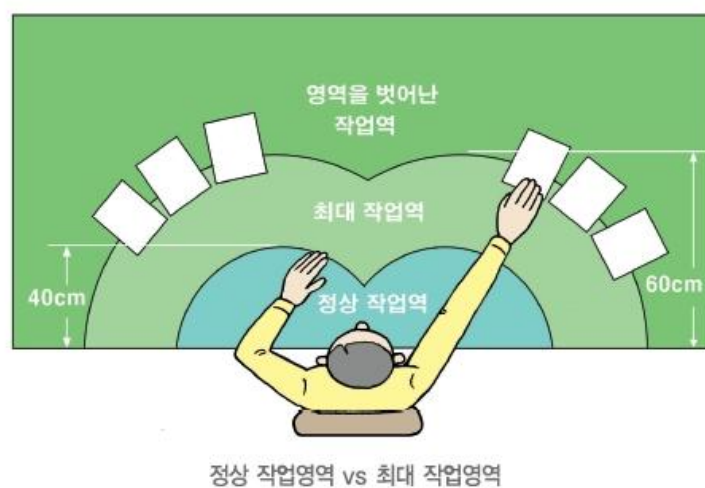 영역을 벗어난
작업역
최대 작업역
40cm
정상 작업역
60cm
정상 작업영역 vs 최대 작업영역